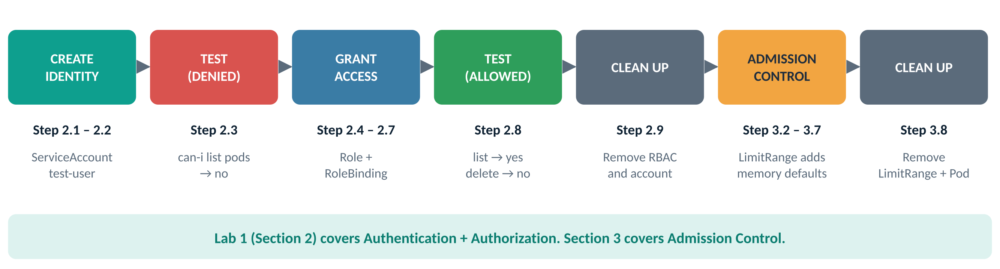 CREATE
IDENTITY
TEST
(DENIED)
GRANT
ACCESS
TEST
(ALLOWED)
CLEAN UP
ADMISSION
CONTROL
CLEAN UP
Step 2.1 – 2.2
Step 2.3
Step 2.4 – 2.7
Step 2.8
Step 2.9
Step 3.2 – 3.7
Step 3.8
ServiceAccount
test-user
can-i list pods
→ no
Role +
RoleBinding
list → yes
delete → no
Remove RBAC
and account
LimitRange adds
memory defaults
Remove
LimitRange + Pod
Lab 1 (Section 2) covers Authentication + Authorization. Section 3 covers Admission Control.